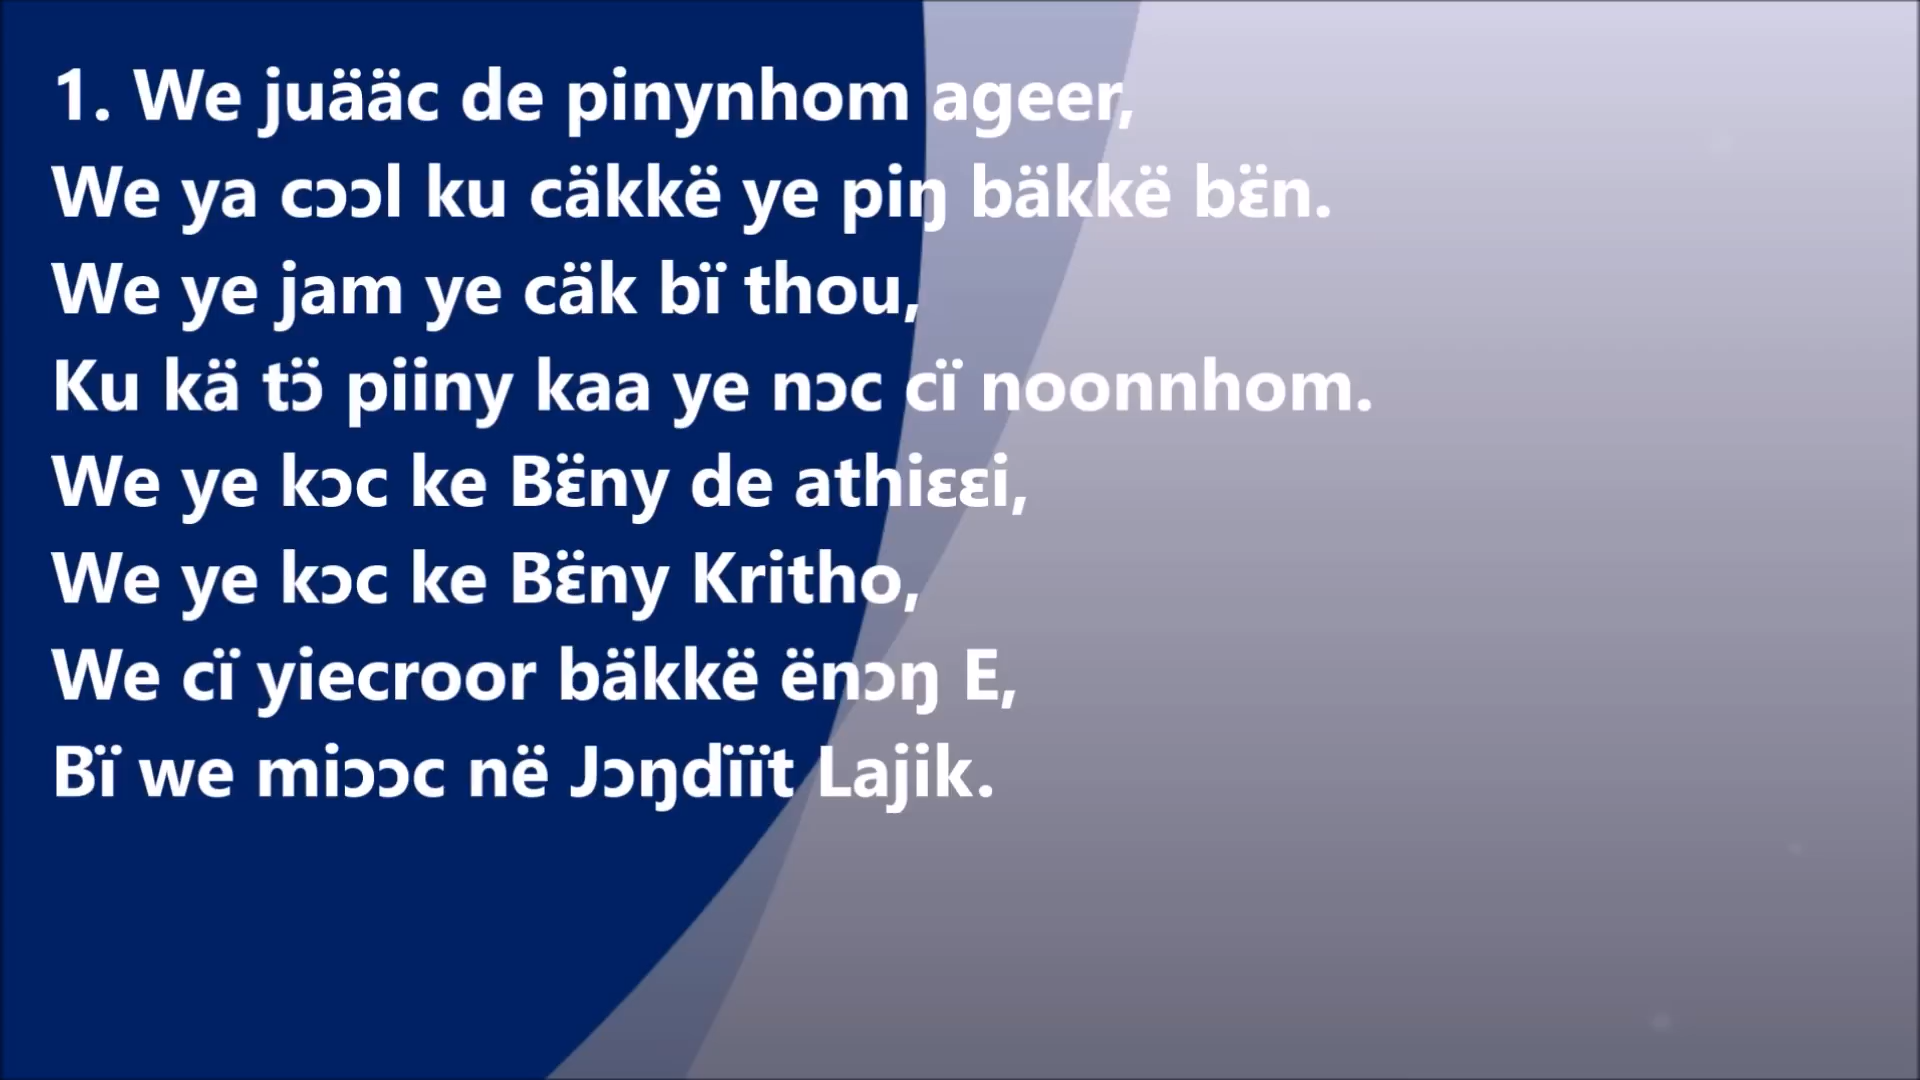 1. We juääc de pinynhom ageer,
We ya cɔɔl ku cäkkë ye piŋ bäkkë bɛ̈n.
We ye jam ye cäk bï thou,
Ku kä tɔ̈ piiny kaa ye nɔc cï noonnhom.
We ye kɔc ke Bɛ̈ny de athiɛɛi,
We ye kɔc ke Bɛ̈ny Kritho,
We cï yiecroor bäkkë ënɔŋ E,
Bï we miɔɔc në Jɔŋdïït Lajik.